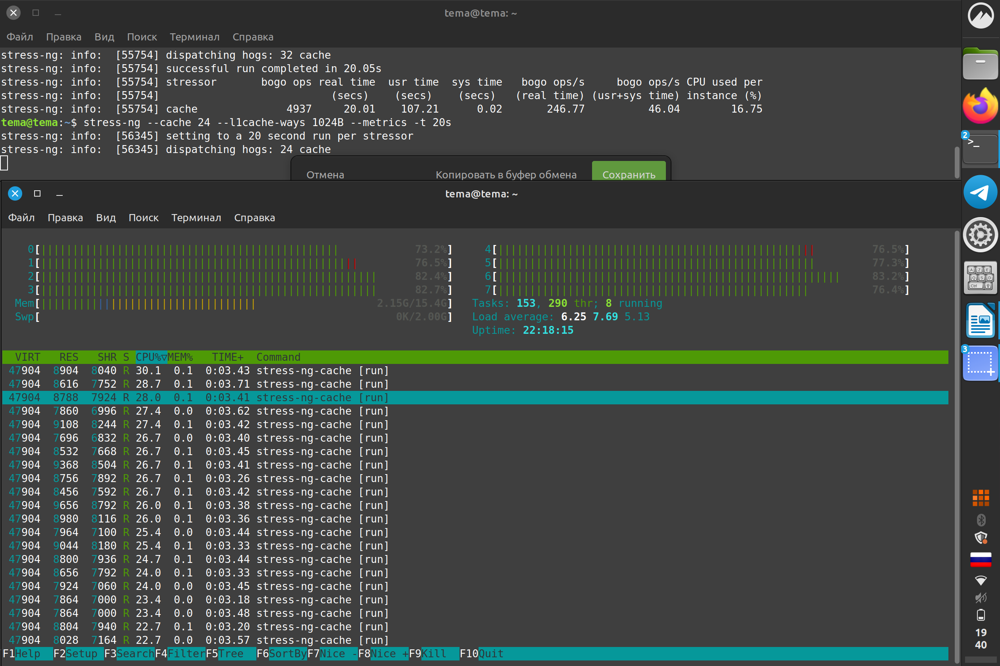 tema@tema: ~
Файл Правка Вид Поиск Терминал Справка
stress-ng: info:  [55754] dispatching hogs: 32 cache
stress-ng: info:  [55754] successful run completed in 20.05s
stress-ng: info:  [55754] stressor       bogo ops real time  usr time  sys time   bogo ops/s     bogo ops/s CPU used per
stress-ng: info:  [55754]                           (secs)    (secs)    (secs)   (real time) (usr+sys time) instance (%)
stress-ng: info:  [55754] cache              4937     20.01    107.21      0.02       246.77          46.04        16.75
tema@tema:~$ stress-ng --cache 24 --l1cache-ways 1024B --metrics -t 20s
stress-ng: info:  [56345] setting to a 20 second run per stressor
stress-ng: info:  [56345] dispatching hogs: 24 cache
Отмена Копировать в буфер обмена Сохранить
tema@tema: ~
Файл Правка Вид Поиск Терминал Справка
0[ 73.2%] 4[ 76.5%]
1[ 76.5%] 5[ 77.3%]
2[ 82.4%] 6[ 83.2%]
3[ 82.7%] 7[ 76.4%]
Mem[ 2.15G/15.4G] Tasks: 153, 290 thr; 8 running
Swp[ 0K/2.00G] Load average: 6.25 7.69 5.13
Uptime: 22:18:15
VIRT RES SHR S CPU%▽MEM% TIME+ Command
47904 8904 8040 R 30.1 0.1 0:03.43 stress-ng-cache [run]
47904 8616 7752 R 28.7 0.1 0:03.71 stress-ng-cache [run]
47904 8788 7924 R 28.0 0.1 0:03.41 stress-ng-cache [run]
47904 7860 6996 R 27.4 0.0 0:03.62 stress-ng-cache [run]
47904 9108 8244 R 27.4 0.1 0:03.42 stress-ng-cache [run]
47904 7696 6832 R 26.7 0.0 0:03.40 stress-ng-cache [run]
47904 8532 7668 R 26.7 0.1 0:03.45 stress-ng-cache [run]
47904 9368 8504 R 26.7 0.1 0:03.41 stress-ng-cache [run]
47904 8756 7892 R 26.7 0.1 0:03.26 stress-ng-cache [run]
47904 8456 7592 R 26.7 0.1 0:03.42 stress-ng-cache [run]
47904 9656 8792 R 26.0 0.1 0:03.38 stress-ng-cache [run]
47904 8980 8116 R 26.0 0.1 0:03.36 stress-ng-cache [run]
47904 7964 7100 R 25.4 0.0 0:03.44 stress-ng-cache [run]
47904 9044 8180 R 25.4 0.1 0:03.33 stress-ng-cache [run]
47904 8800 7936 R 24.7 0.1 0:03.44 stress-ng-cache [run]
47904 8656 7792 R 24.0 0.1 0:03.33 stress-ng-cache [run]
47904 7924 7060 R 24.0 0.0 0:03.45 stress-ng-cache [run]
47904 7864 7000 R 23.4 0.0 0:03.18 stress-ng-cache [run]
47904 7864 7000 R 23.4 0.0 0:03.48 stress-ng-cache [run]
47904 8804 7940 R 22.7 0.1 0:03.20 stress-ng-cache [run]
47904 8028 7164 R 22.7 0.0 0:03.57 stress-ng-cache [run]
F1Help F2Setup F3SearchF4FilterF5Tree F6SortByF7Nice -F8Nice +F9Kill F10Quit
2
>_
A Z E
Q S D
Ctrl
3
19
40